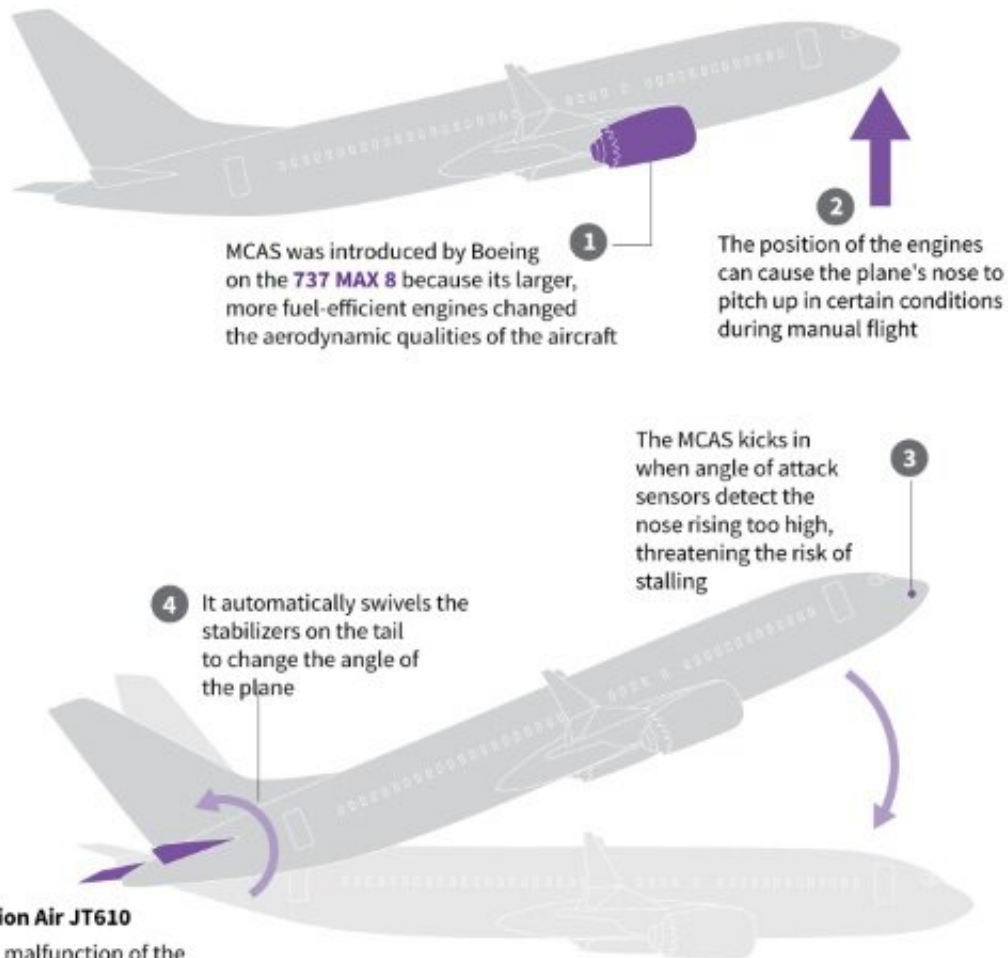 1
MCAS was introduced by Boeing
on the 737 MAX 8 because its larger,
more fuel-efficient engines changed
the aerodynamic qualities of the aircraft
2
The position of the engines
can cause the plane's nose to
pitch up in certain conditions
during manual flight
3
The MCAS kicks in
when angle of attack
sensors detect the
nose rising too high,
threatening the risk of
stalling
4
It automatically swivels the
stabilizers on the tail
to change the angle of
the plane
ion Air JT610
malfunction of the